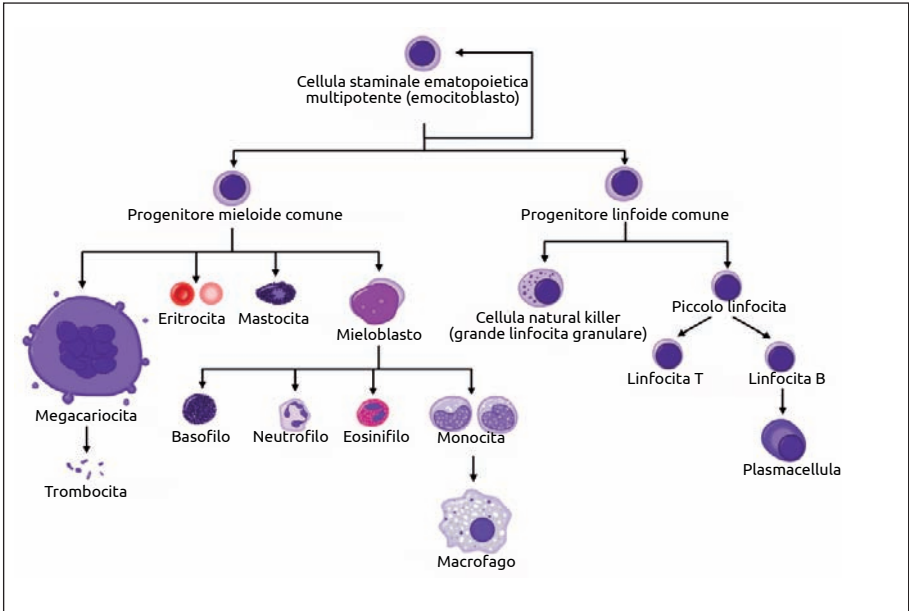 Cellula staminale ematopoietica
multipotente (emocitoblasto)
Progenitore mieloide comune
Progenitore linfoide comune
Eritrocita
Mastocita
Mieloblasto
Cellula natural killer
(grande linfocita granulare)
Piccolo linfocita
Linfocita T
Linfocita B
Megacariocita
Basofilo
Neutrofilo
Eosinifilo
Monocita
Plasmacellula
Trombocita
Macrofago